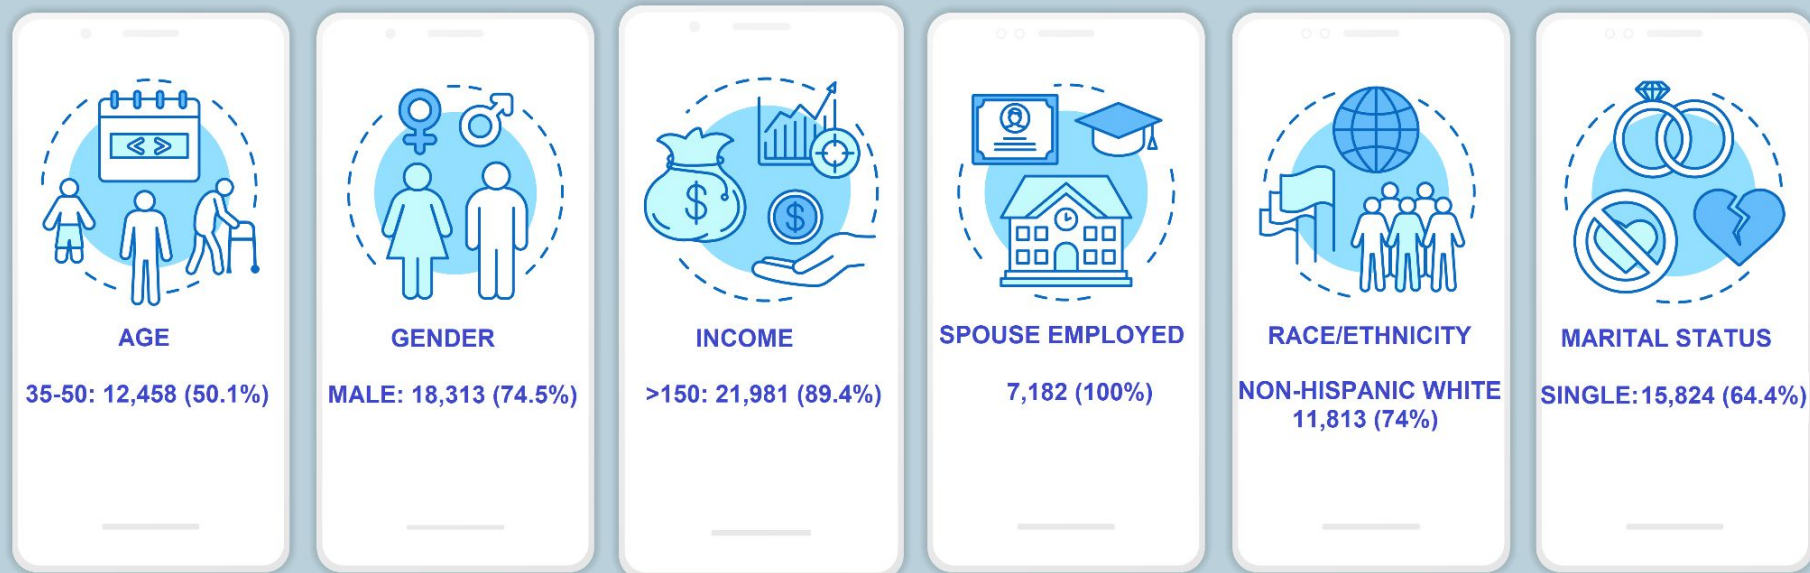 AGE
35-50: 12,458 (50.1%)
GENDER
MALE: 18,313 (74.5%)
INCOME
>150: 21,981 (89.4%)
SPOUSE EMPLOYED
7,182 (100%)
RACE/ETHNICITY
NON-HISPANIC WHITE
11,813 (74%)
MARITAL STATUS
SINGLE:15,824 (64.4%)